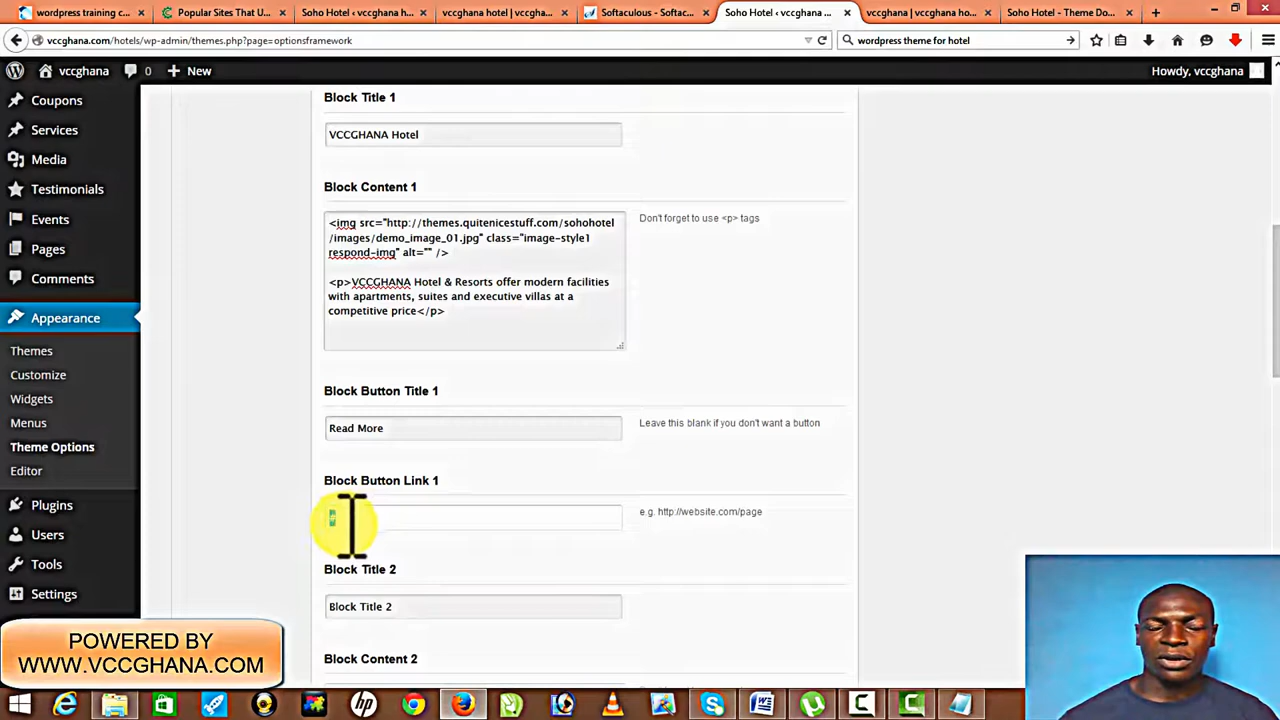 wordpress training c...
Popular Sites That U...
Soho Hotel ‹ vccghana h...
vccghana hotel | vccgha...
Softaculous - Softac...
Soho Hotel ‹ vccghana ...
vccghana | vccghana ho...
Soho Hotel - Theme Do...
vccghana.com/hotels/wp-admin/themes.php?page=optionsframework
wordpress theme for hotel
vccghana
0
New
Howdy, vccghana
Coupons
Services
Media
Testimonials
Events
Pages
Comments
Appearance
Themes
Customize
Widgets
Menus
Theme Options
Editor
Plugins
Users
Tools
Settings
Block Title 1
VCCGHANA Hotel
Block Content 1
<img src="http://themes.quitenicestuff.com/sohohotel
/images/demo_image_01.jpg" class="image-style1
respond-img" alt="" />
<p>VCCGHANA Hotel & Resorts offer modern facilities
with apartments, suites and executive villas at a
competitive price</p>
Don't forget to use <p> tags
Block Button Title 1
Read More
Leave this blank if you don't want a button
Block Button Link 1
#
e.g. http://website.com/page
Block Title 2
Block Title 2
Block Content 2
POWERED BY
WWW.VCCGHANA.COM